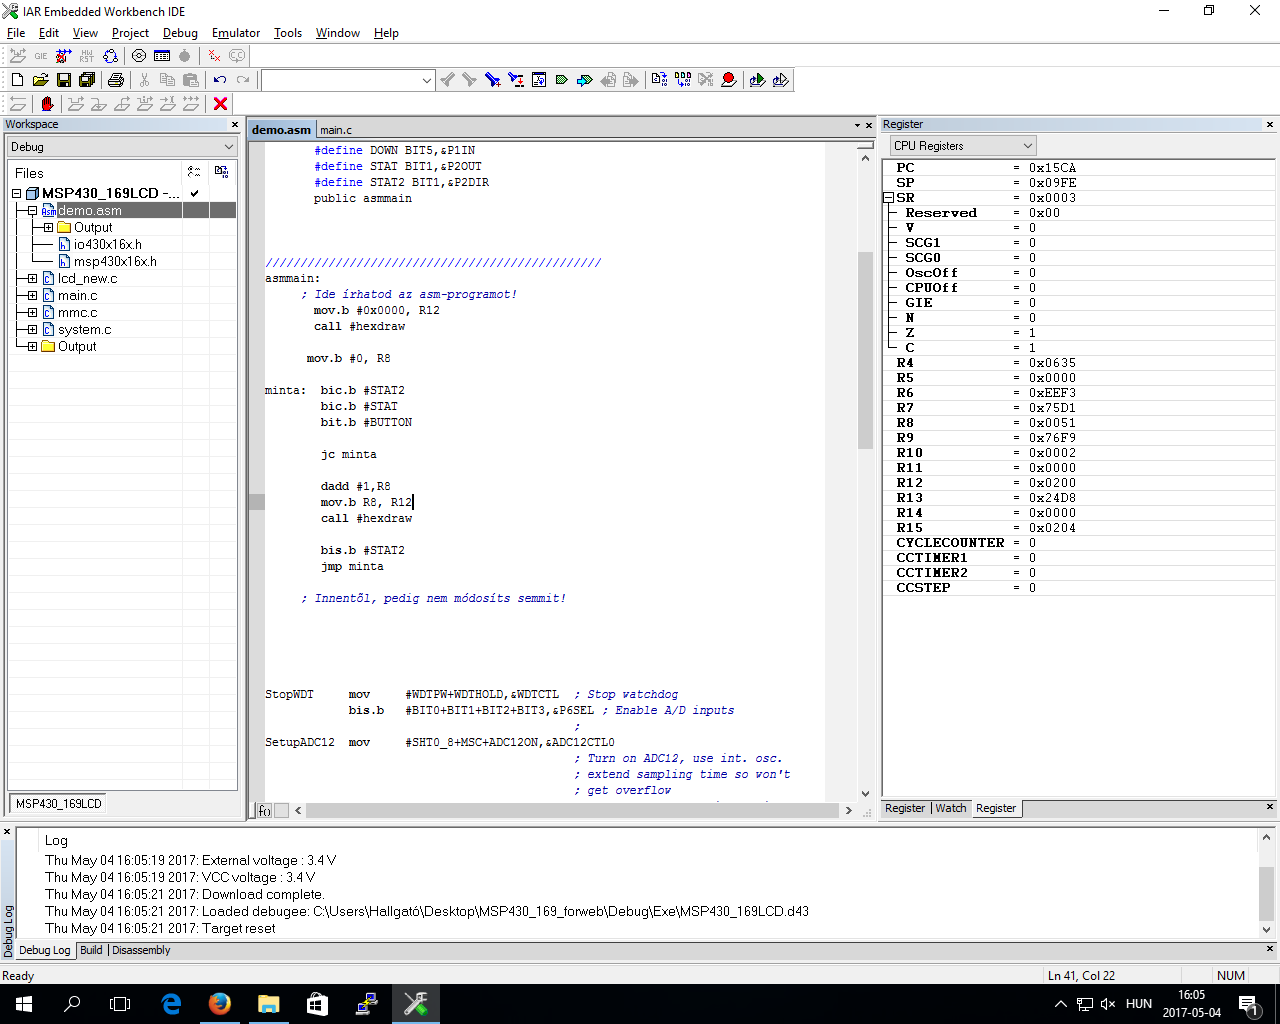 IAR Embedded Workbench IDE
File Edit View Project Debug Emulator Tools Window Help
Workspace
Debug
Files
MSP430_169LCD -...
demo.asm
Output
io430x16x.h
msp430x16x.h
lcd_new.c
main.c
mmc.c
system.c
Output
MSP430_169LCD
demo.asm main.c
#define DOWN BIT5,&P1IN
#define STAT BIT1,&P2OUT
#define STAT2 BIT1,&P2DIR
public asmmain
////////////////////////////////////////////////
asmmain:
; Ide írhatod az asm-programot!
mov.b #0x0000, R12
call #hexdraw
mov.b #0, R8
minta: bic.b #STAT2
bic.b #STAT
bit.b #BUTTON
jc minta
dadd #1,R8
mov.b R8, R12
call #hexdraw
bis.b #STAT2
jmp minta
; Innentől, pedig nem módosíts semmit!
StopWDT mov #WDTPW+WDTHOLD,&WDTCTL ; Stop watchdog
bis.b #BIT0+BIT1+BIT2+BIT3,&P6SEL ; Enable A/D inputs
;
SetupADC12 mov #SHT0_8+MSC+ADC12ON,&ADC12CTL0
; Turn on ADC12, use int. osc.
; extend sampling time so won't
; get overflow
f()
Register
CPU Registers
PC = 0x15CA
SP = 0x09FE
SR = 0x0003
Reserved = 0x00
V = 0
SCG1 = 0
SCG0 = 0
OscOff = 0
CPUOff = 0
GIE = 0
N = 0
Z = 1
C = 1
R4 = 0x0635
R5 = 0x0000
R6 = 0xEEF3
R7 = 0x75D1
R8 = 0x0051
R9 = 0x76F9
R10 = 0x0002
R11 = 0x0000
R12 = 0x0200
R13 = 0x24D8
R14 = 0x0000
R15 = 0x0204
CYCLECOUNTER = 0
CCTIMER1 = 0
CCTIMER2 = 0
CCSTEP = 0
Register Watch Register
Debug Log
Log
Thu May 04 16:05:19 2017: External voltage : 3.4 V
Thu May 04 16:05:19 2017: VCC voltage : 3.4 V
Thu May 04 16:05:21 2017: Download complete.
Thu May 04 16:05:21 2017: Loaded debugee: C:\Users\Hallgató\Desktop\MSP430_169_forweb\Debug\Exe\MSP430_169LCD.d43
Thu May 04 16:05:21 2017: Target reset
Debug Log Build Disassembly
Ready
Ln 41, Col 22
NUM
HUN
16:05
2017-05-04
1